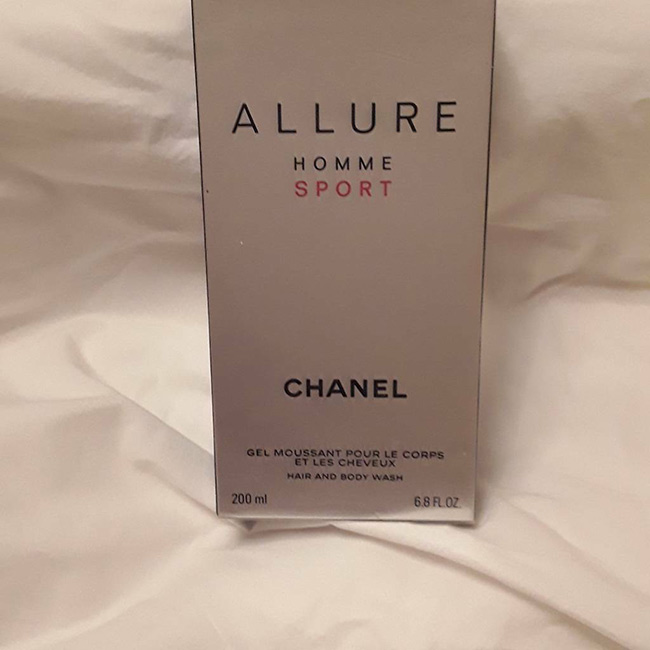 ALLURE
HOMME
SPORT
CHANEL
GEL MOUSSANT POUR LE CORPS
ET LES CHEVEUX
HAIR AND BODY WASH
200 ml 6.8 FL.OZ.